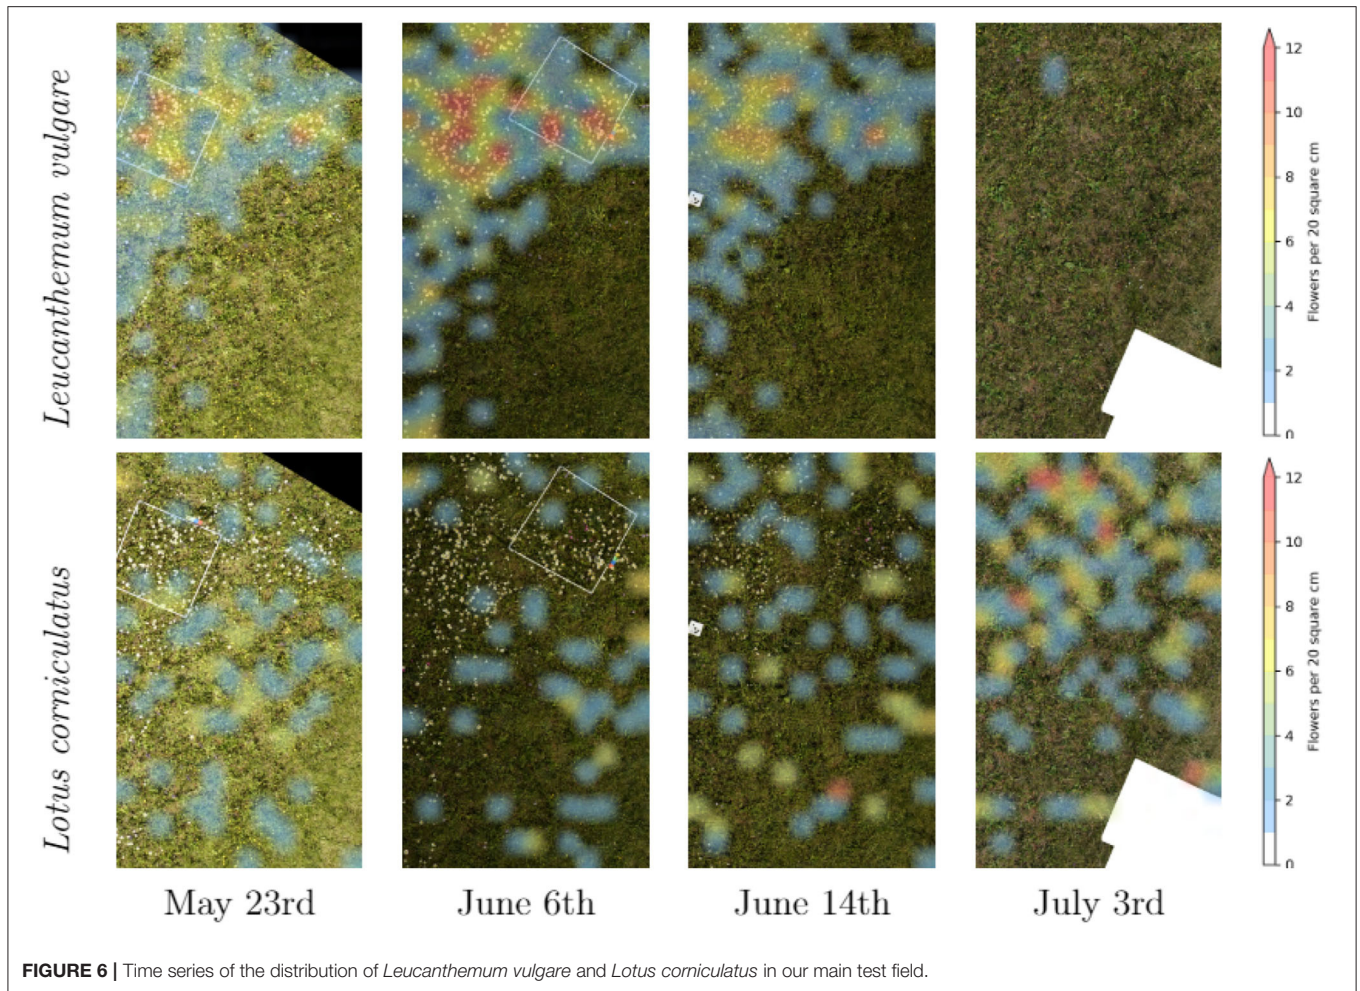 Leucanthemum vulgare
12
10
8
6
4
2
0
Flowers per 20 square cm
Lotus corniculatus
12
10
8
6
4
2
0
Flowers per 20 square cm
May 23rd
June 6th
June 14th
July 3rd
FIGURE 6 | Time series of the distribution of Leucanthemum vulgare and Lotus corniculatus in our main test field.